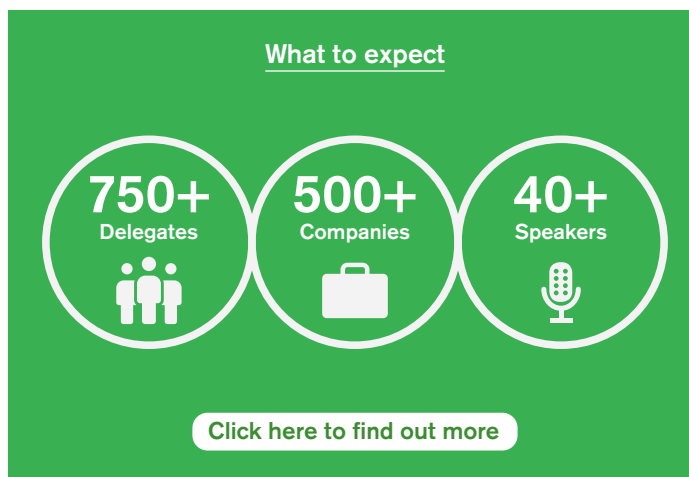 What to expect
750+ 500+ 40+
Delegates Companies Speakers
Click here to find out more